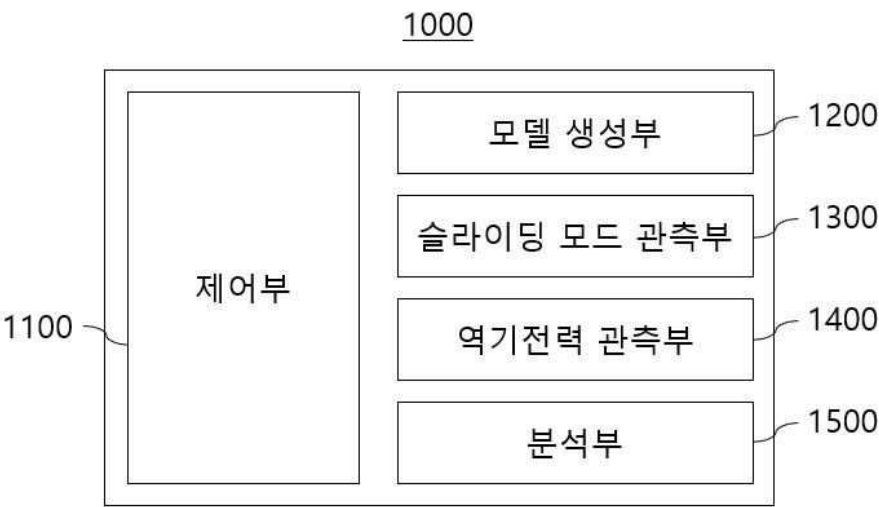 1000
모델 생성부
1200
슬라이딩 모드 관측부
1300
제어부
1100
역기전력 관측부
1400
분석부
1500